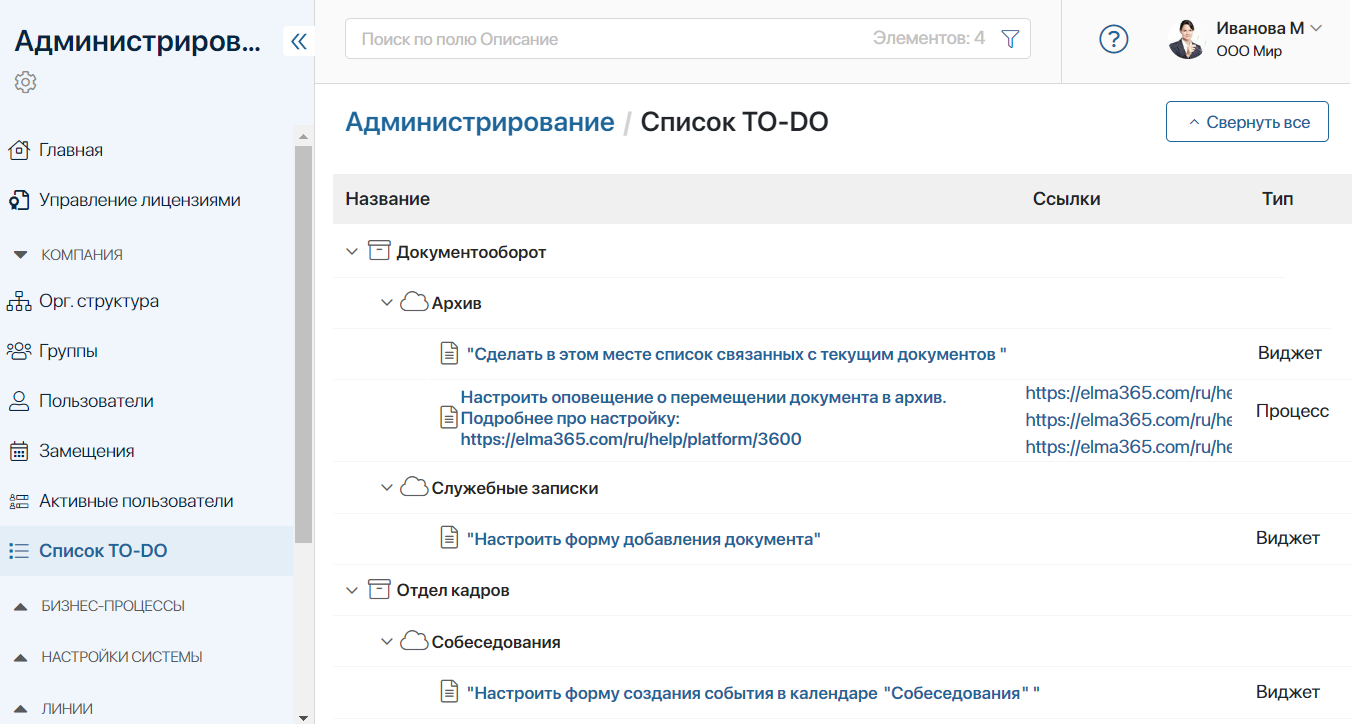 Администриров...
Поиск по полю Описание
Элементов: 4
?
Иванова М
ООО Мир
Главная
Управление лицензиями
КОМПАНИЯ
Орг. структура
Группы
Пользователи
Замещения
Активные пользователи
Список TO-DO
БИЗНЕС-ПРОЦЕССЫ
НАСТРОЙКИ СИСТЕМЫ
ЛИНИИ
Администрирование / Список TO-DO
Свернуть все
Название Ссылки Тип
Документооборот
Архив
"Сделать в этом месте список связанных с текущим документов " Виджет
Настроить оповещение о перемещении документа в архив.
Подробнее про настройку:
https://elma365.com/ru/help/platform/3600
https://elma365.com/ru/he
https://elma365.com/ru/he
https://elma365.com/ru/he
Процесс
Служебные записки
"Настроить форму добавления документа" Виджет
Отдел кадров
Собеседования
"Настроить форму создания события в календаре "Собеседования" " Виджет